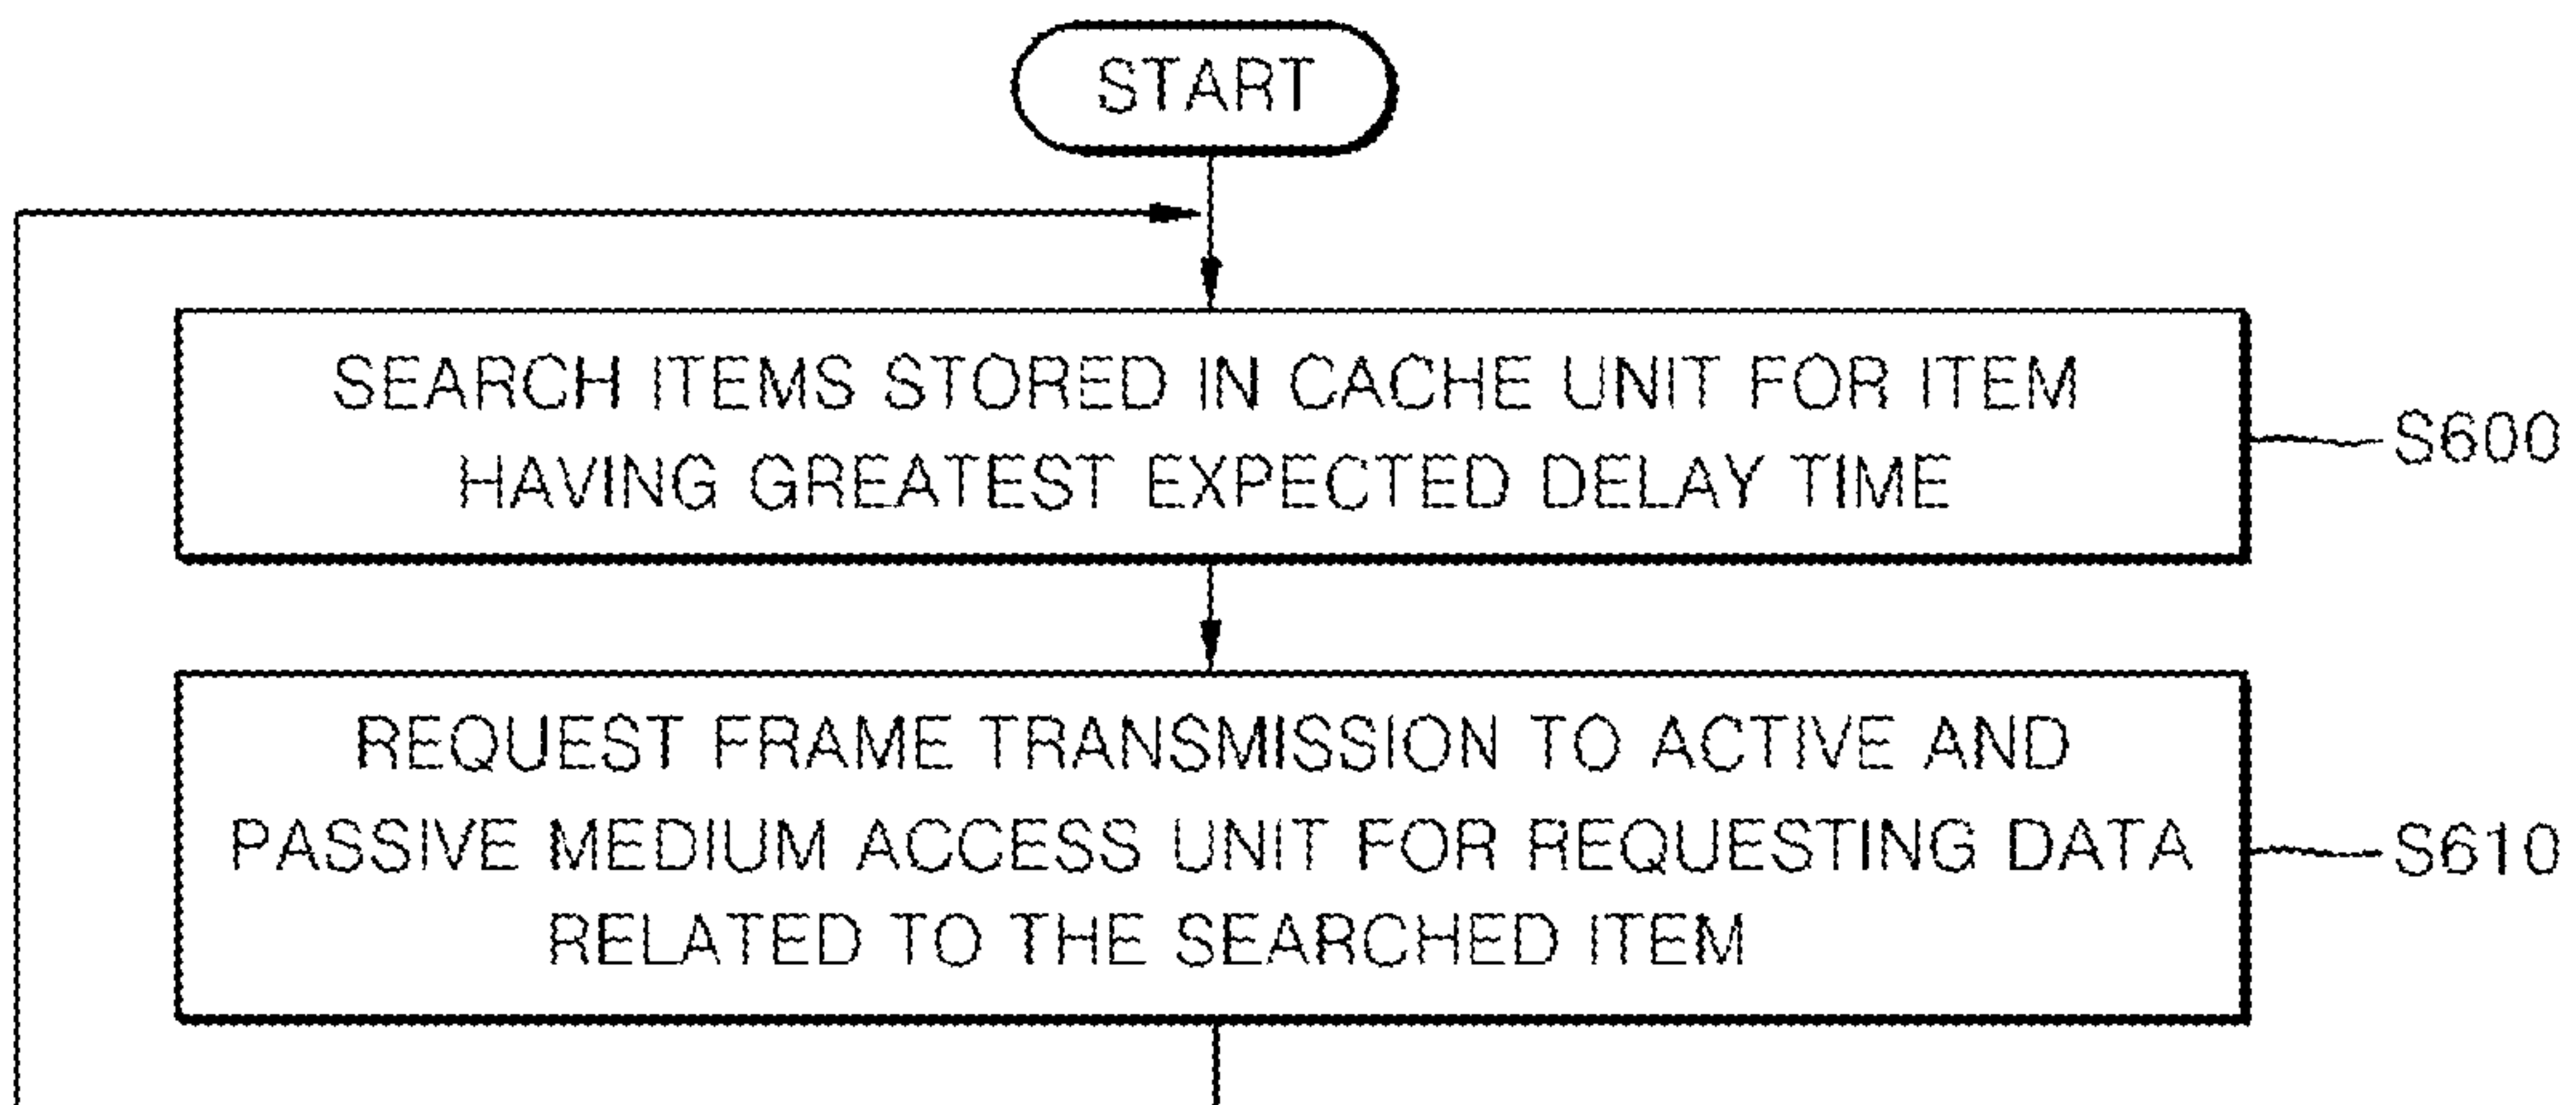 START
SEARCH ITEMS STORED IN CACHE UNIT FOR ITEM
HAVING GREATEST EXPECTED DELAY TIME
S600
REQUEST FRAME TRANSMISSION TO ACTIVE AND
PASSIVE MEDIUM ACCESS UNIT FOR REQUESTING DATA
RELATED TO THE SEARCHED ITEM
S610